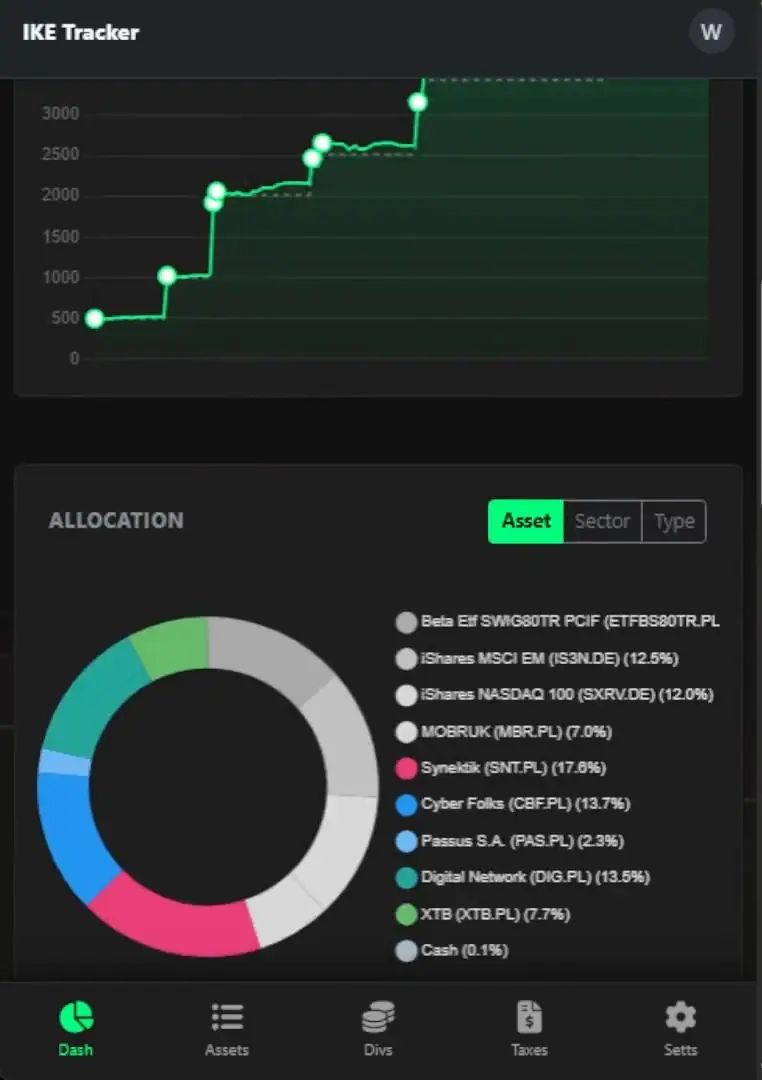 IKE Tracker
W
3000
2500
2000
1500
1000
500
0
ALLOCATION
Asset Sector Type
Beta Etf SWIG80TR PCIF (ETFBS80TR.PL
iShares MSCI EM (IS3N.DE) (12.5%)
iShares NASDAQ 100 (SXRV.DE) (12.0%)
MOBRUK (MBR.PL) (7.0%)
Synektik (SNT.PL) (17.6%)
Cyber Folks (CBF.PL) (13.7%)
Passus S.A. (PAS.PL) (2.3%)
Digital Network (DIG.PL) (13.5%)
XTB (XTB.PL) (7.7%)
Cash (0.1%)
Dash Assets Divs Taxes Setts